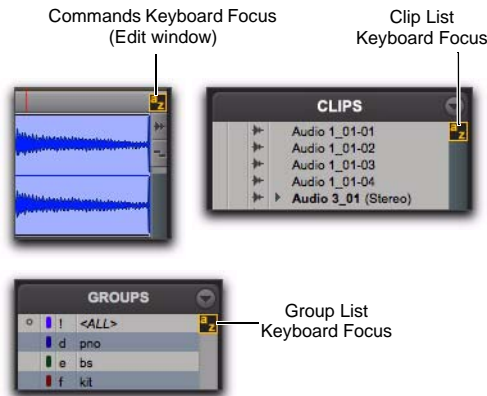 Commands Keyboard Focus
(Edit window)
Clip List
Keyboard Focus
a z
CLIPS
a z
Audio 1_01-01
Audio 1_01-02
Audio 1_01-03
Audio 1_01-04
Audio 3_01 (Stereo)
GROUPS
! <ALL>
a z
d pno
e bs
f kit
Group List
Keyboard Focus